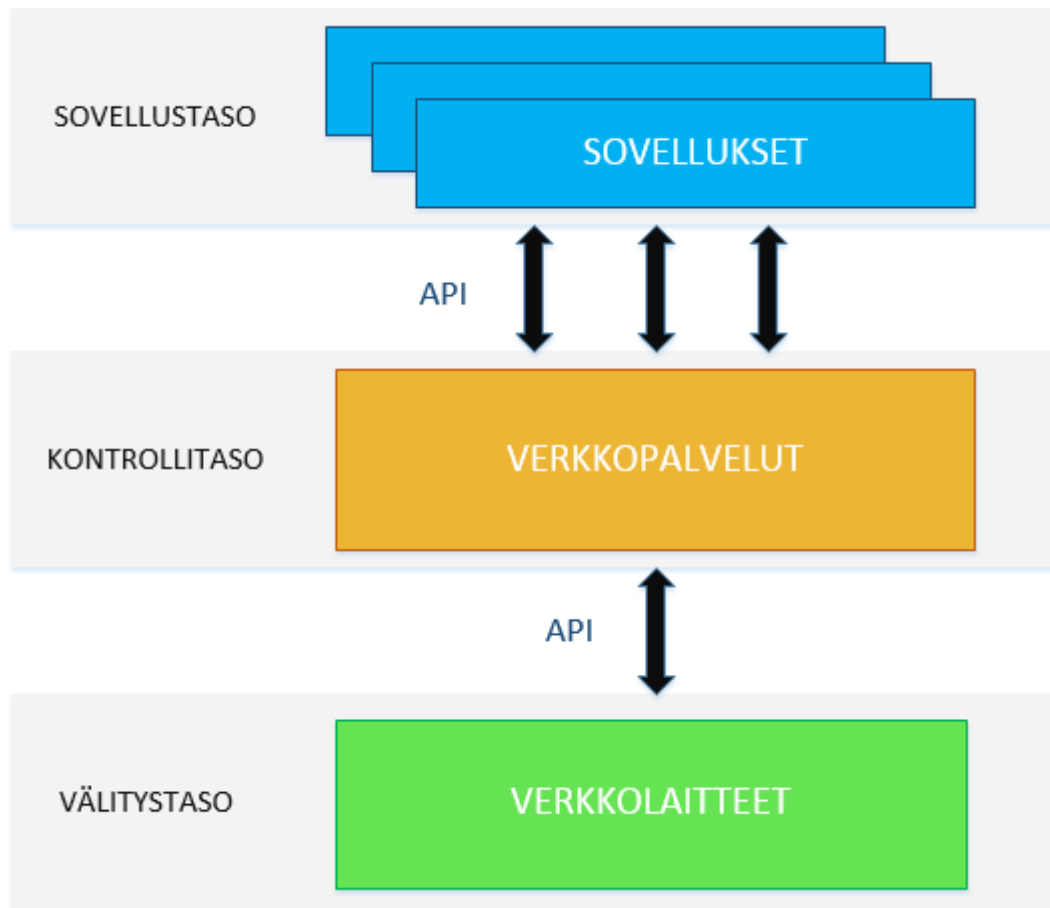 SOVELLUSTASO
SOVELLUKSET
API
KONTROLLITASO
VERKKOPALVELUT
API
VÄLITYSTASO
VERKKOLAITTEET